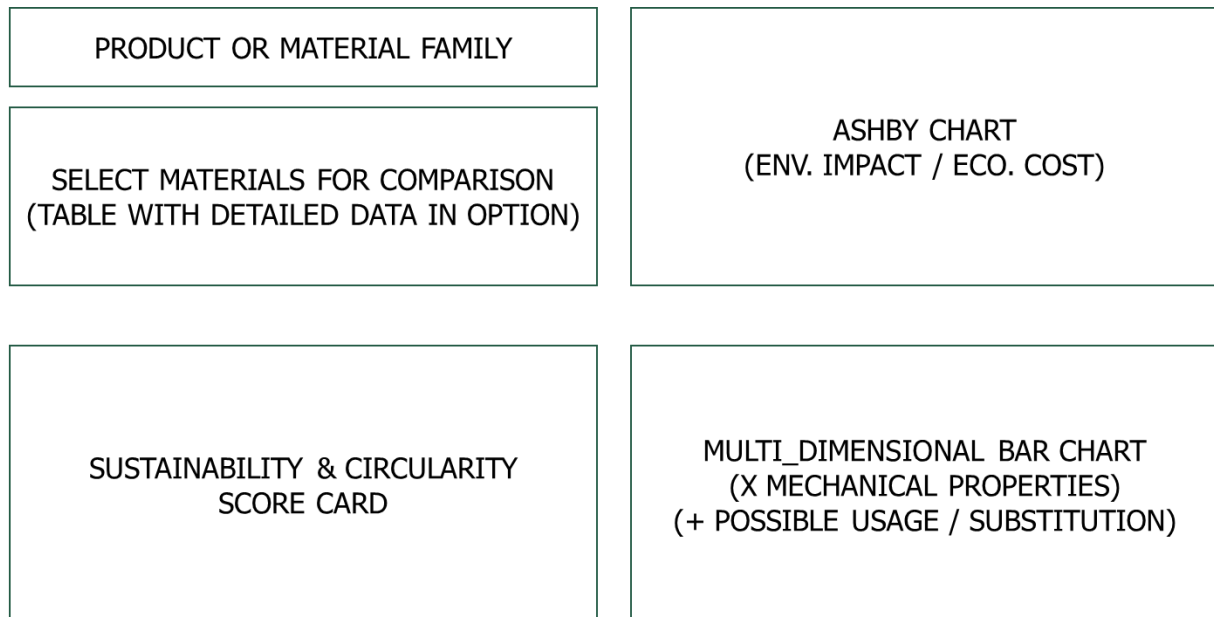 PRODUCT OR MATERIAL FAMILY
SELECT MATERIALS FOR COMPARISON
(TABLE WITH DETAILED DATA IN OPTION)
ASHBY CHART
(ENV. IMPACT / ECO. COST)
SUSTAINABILITY & CIRCULARITY
SCORE CARD
MULTI_DIMENSIONAL BAR CHART
(X MECHANICAL PROPERTIES)
(+ POSSIBLE USAGE / SUBSTITUTION)